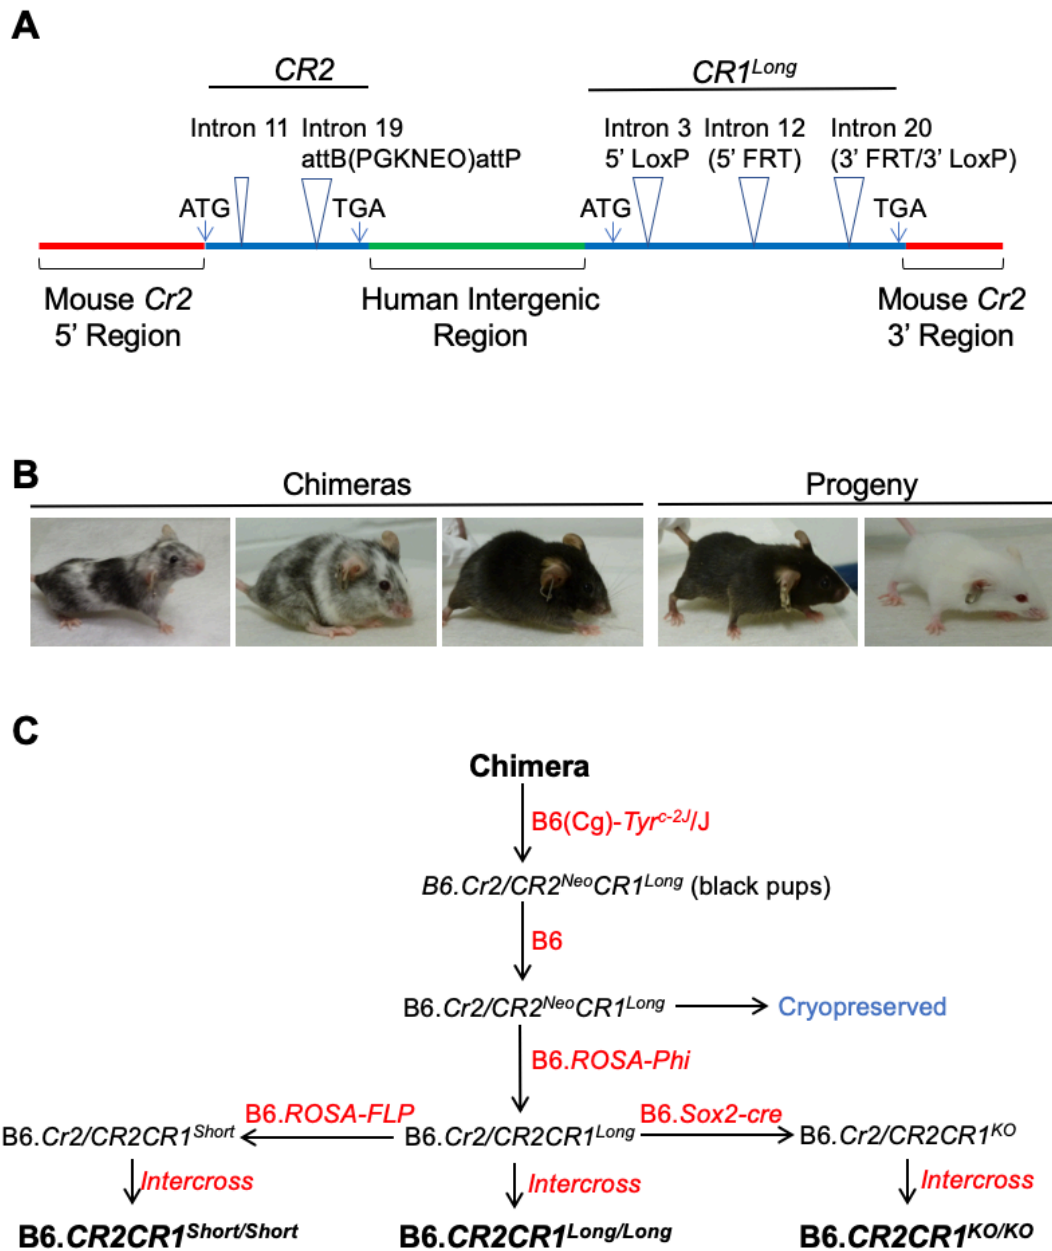 A
CR2
CR1Long
Intron 11
Intron 19
attB(PGKNEO)attP
Intron 3
5’ LoxP
Intron 12
(5’ FRT)
Intron 20
(3’ FRT/3’ LoxP)
ATG
TGA
ATG
TGA
Mouse Cr2
5’ Region
Human Intergenic
Region
Mouse Cr2
3’ Region
B
Chimeras
Progeny
C
Chimera
B6(Cg)-Tyrc-2J/J
B6.Cr2/CR2NeoCR1Long (black pups)
B6
B6.Cr2/CR2NeoCR1Long
Cryopreserved
B6.ROSA-Phi
B6.ROSA-FLP
B6.Sox2-cre
B6.Cr2/CR2CR1Short
B6.Cr2/CR2CR1Long
B6.Cr2/CR2CR1KO
Intercross
Intercross
Intercross
B6.CR2CR1Short/Short
B6.CR2CR1Long/Long
B6.CR2CR1KO/KO